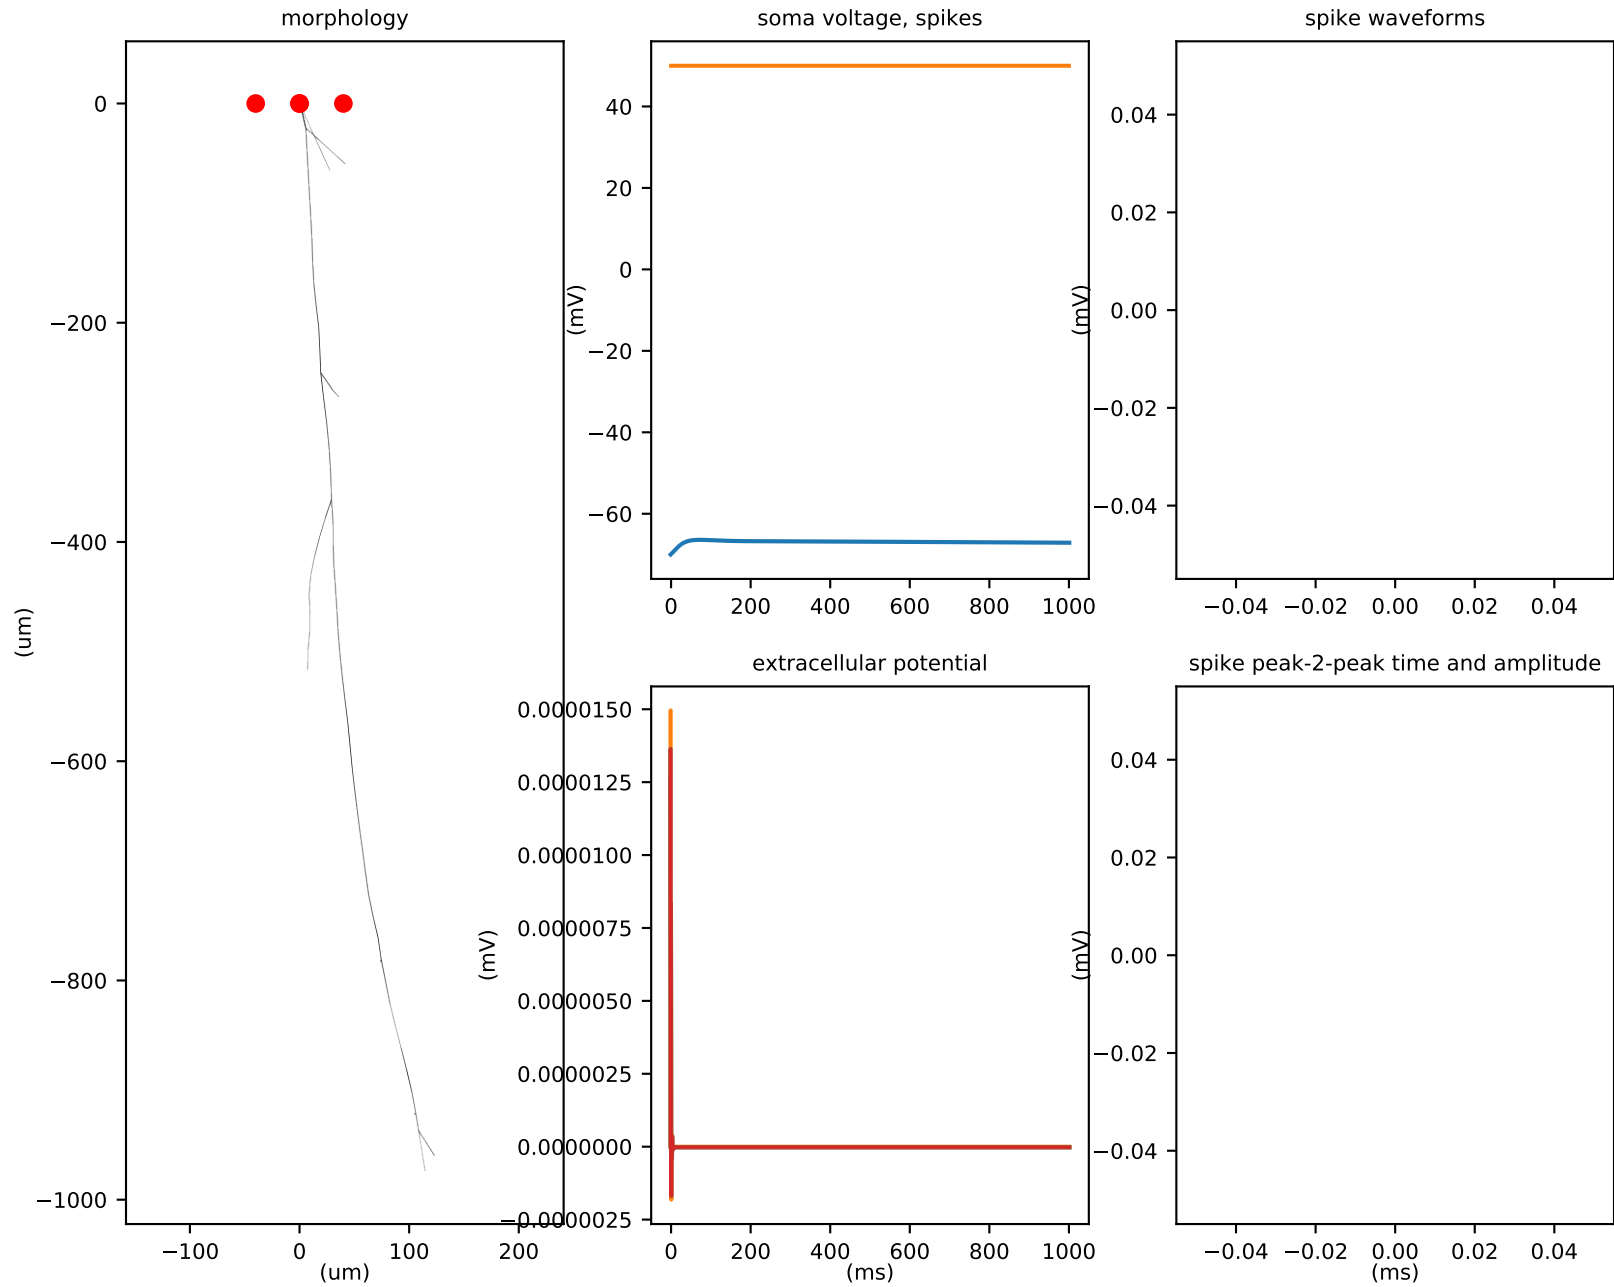 morphology
0
−200
−400
−600
−800
−1000
(um)
−100 0 100 200
(um)
soma voltage, spikes
40
20
0
−20
−40
−60
(mV)
0 200 400 600 800 1000
spike waveforms
0.04
0.02
0.00
−0.02
−0.04
(mV)
−0.04 −0.02 0.00 0.02 0.04
extracellular potential
0.0000150
0.0000125
0.0000100
0.0000075
0.0000050
0.0000025
0.0000000
−0.0000025
(mV)
0 200 400 600 800 1000
(ms)
spike peak-2-peak time and amplitude
0.04
0.02
0.00
−0.02
−0.04
(mV)
−0.04 −0.02 0.00 0.02 0.04
(ms)